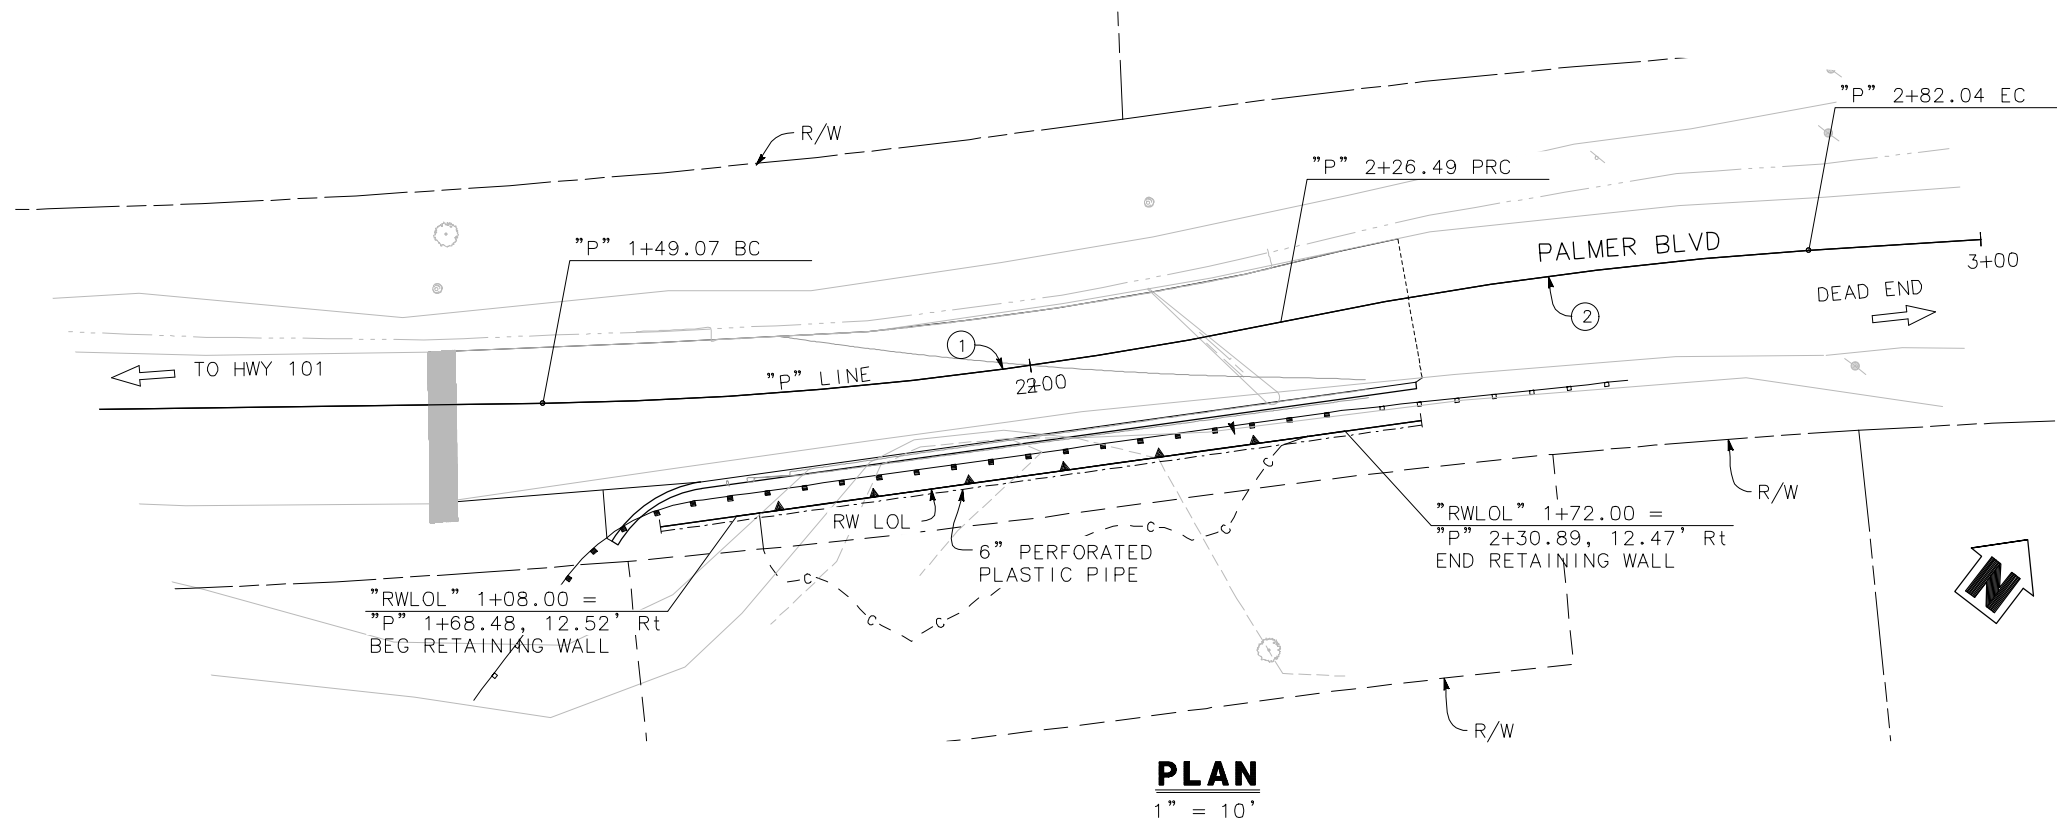 "P" 2+82.04 EC
R/W
"P" 2+26.49 PRC
"P" 1+49.07 BC
PALMER BLVD
3+00
DEAD END
2
1
TO HWY 101
"P" LINE
2+00
R/W
"RWLOL" 1+72.00 =
"P" 2+30.89, 12.47' Rt
END RETAINING WALL
RW LOL
6" PERFORATED
PLASTIC PIPE
C
C
C
C
C
C
"RWLOL" 1+08.00 =
"P" 1+68.48, 12.52' Rt
BEG RETAINING WALL
N
R/W
PLAN
1" = 10'